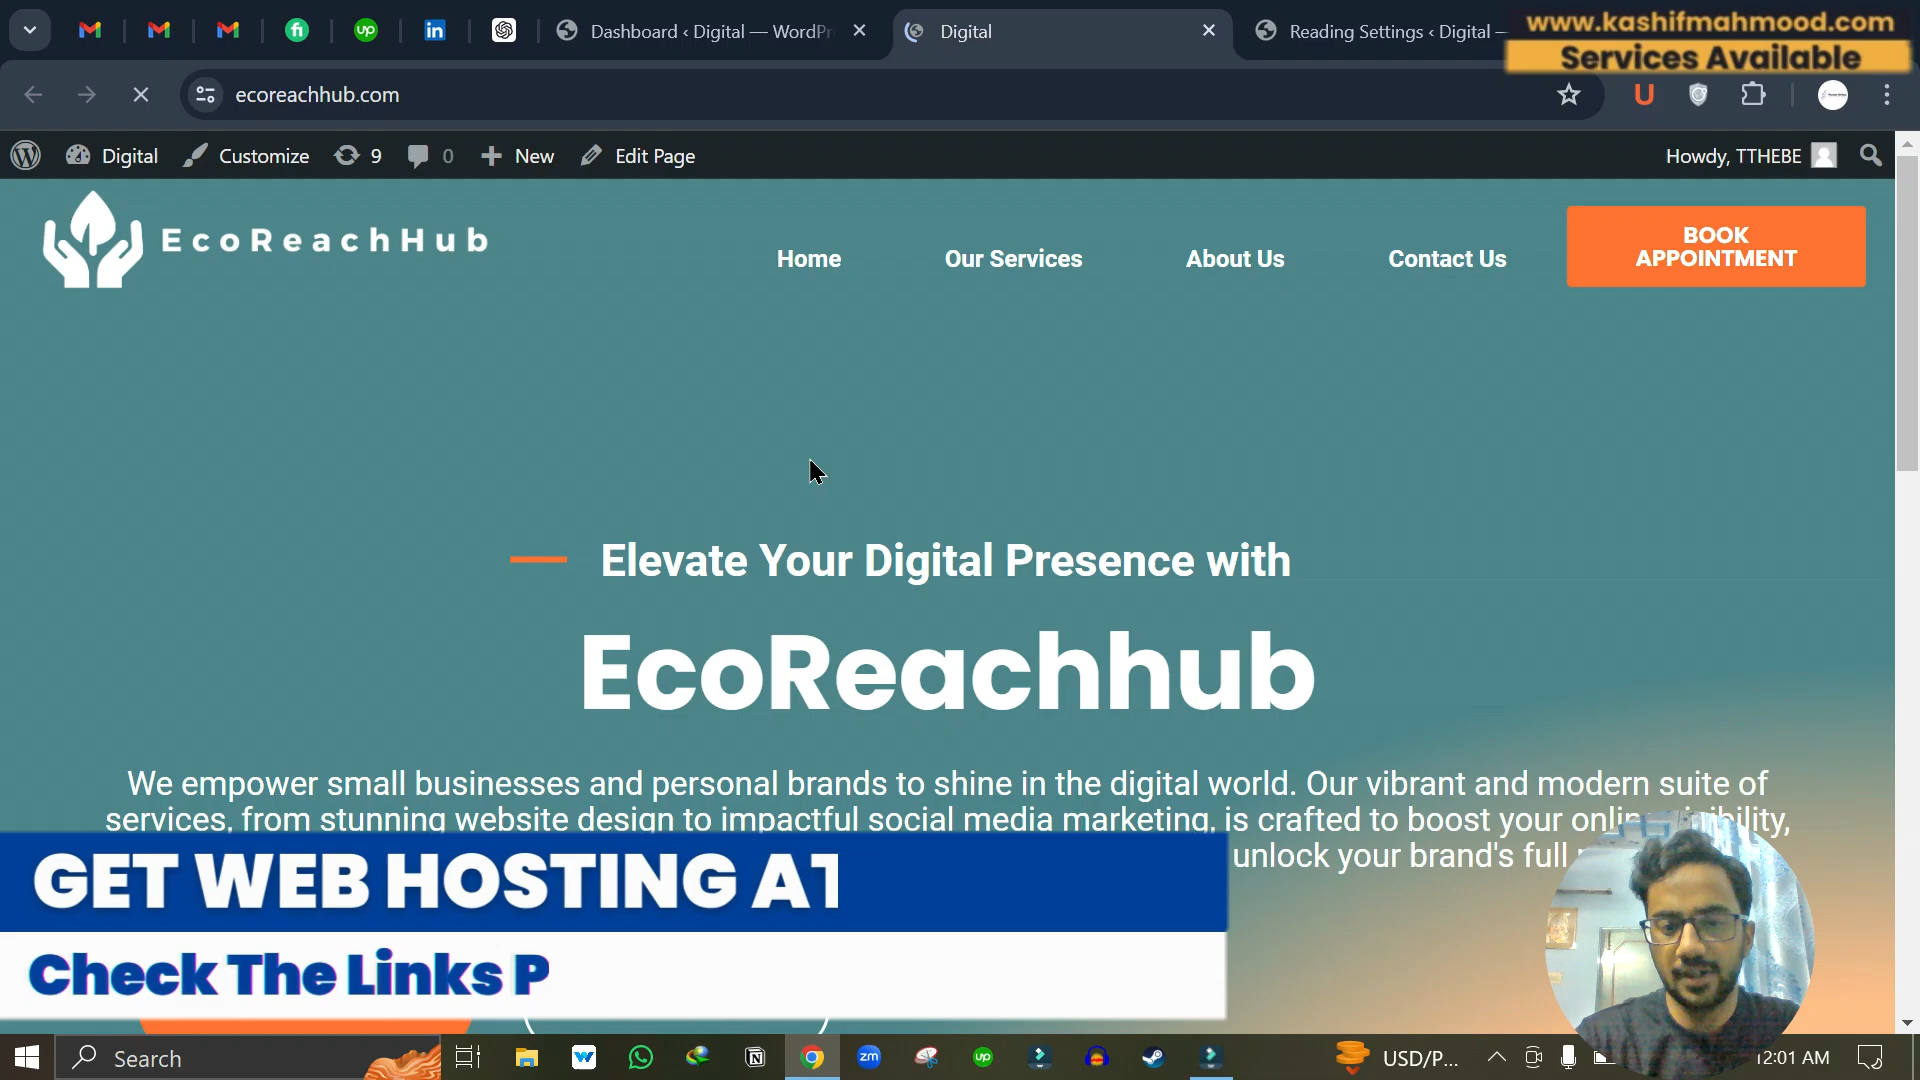 Dashboard ‹ Digital — WordPr
Digital
Reading Settings ‹ Digital —
www.kashifmahmood.com
Services Available
ecoreachhub.com
U
Digital
Customize
9
0
New
Edit Page
Howdy, TTHEBE
EcoReachHub
Home
Our Services
About Us
Contact Us
BOOK
APPOINTMENT
Elevate Your Digital Presence with
EcoReachhub
We empower small businesses and personal brands to shine in the digital world. Our vibrant and modern suite of
services, from stunning website design to impactful social media marketing, is crafted to boost your online
unlock your brand's full
GET WEB HOSTING AT
Check The Links P
Search
USD/P...
12:01 AM